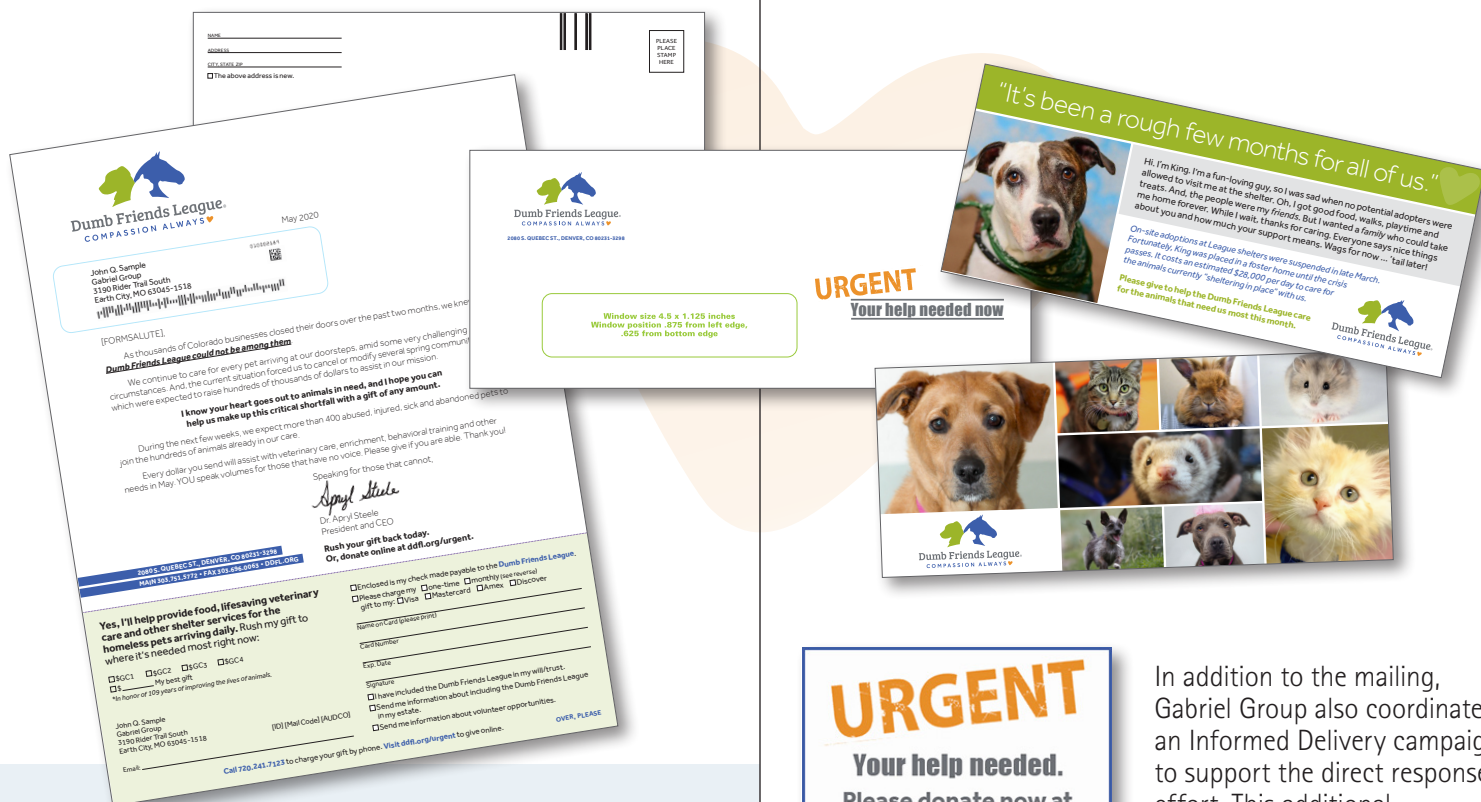 NAME
ADDRESS
CITY, STATE ZIP
The above address is new.
PLEASE
PLACE
STAMP
HERE
Dumb Friends League.
COMPASSION ALWAYS
May 2020
John Q. Sample
Gabriel Group
3190 Rider Trail South
Earth City, MO 63045-1518
[FORMSALUTE],
As thousands of Colorado businesses closed their doors over the past two months, we knew
Dumb Friends League could not be among them
We continue to care for every pet arriving at our doorsteps, amid some very challenging
circumstances. And, the current situation forced us to cancel or modify several spring
which were expected to raise hundreds of thousands of dollars to assist in our mission.
I know your heart goes out to animals in need, and I hope you can
help us make up this critical shortfall with a gift of any amount.
During the next few weeks, we expect more than 400 abused, injured, sick and abandoned pets to
join the hundreds of animals already in our care.
Every dollar you send will assist with veterinary care, enrichment, behavioral training and other
needs in May. YOU speak volumes for those that have no voice. Please give if you are able. Thank you!
Speaking for those that cannot,
Apryl Steele
Dr. Apryl Steele
President and CEO
Rush your gift back today.
Or, donate online at ddfl.org/urgent.
2080 S. QUEBEC ST., DENVER, CO 80231-3298
MAIN 303.751.5772 • FAX 303.696.0063 • DDFL.ORG
Yes, I'll help provide food, lifesaving veterinary
care and other shelter services for the
homeless pets arriving daily. Rush my gift to
where it's needed most right now:
$GC1 $GC2 $GC3 $GC4
$ My best gift
*In honor of 109 years of improving the lives of animals.
John Q. Sample
Gabriel Group
3190 Rider Trail South
Earth City, MO 63045-1518
[ID] [Mail Code] [AUDCO]
Email:
Enclosed is my check made payable to the Dumb Friends League.
Please charge my one-time monthly (see reverse)
gift to my: Visa Mastercard Amex Discover
Name on Card (please print)
Card Number
Exp. Date
Signature
I have included the Dumb Friends League in my will/trust.
Send me information about including the Dumb Friends League
in my estate.
Send me information about volunteer opportunities.
OVER, PLEASE
Call 720.241.7123 to charge your gift by phone. Visit ddfl.org/urgent to give online.
Dumb Friends League.
COMPASSION ALWAYS
2080 S. QUEBEC ST., DENVER, CO 80231-3298
Window size 4.5 x 1.125 inches
Window position .875 from left edge,
.625 from bottom edge
URGENT
Your help needed now
"It's been a rough few months for all of us."
Hi, I'm King. I'm a fun-loving guy, so I was sad when no potential adopters were
allowed to visit me at the shelter. Oh, I got good food, walks, playtime and
treats. And, the people were my friends. But I wanted a family who could take
me home forever. While I wait, thanks for caring. Everyone says nice things
about you and how much your support means. Wags for now ... 'tail later!
On-site adoptions at League shelters were suspended in late March.
Fortunately, King was placed in a foster home until the crisis
passes. It costs an estimated $28,000 per day to care for
the animals currently "sheltering in place" with us.
Please give to help the Dumb Friends League care
for the animals that need us most this month.
Dumb Friends League.
COMPASSION ALWAYS
Dumb Friends League.
COMPASSION ALWAYS
URGENT
Your help needed.
Please donate now at
In addition to the mailing,
Gabriel Group also coordinate
an Informed Delivery campaig
to support the direct response
effort. This additional